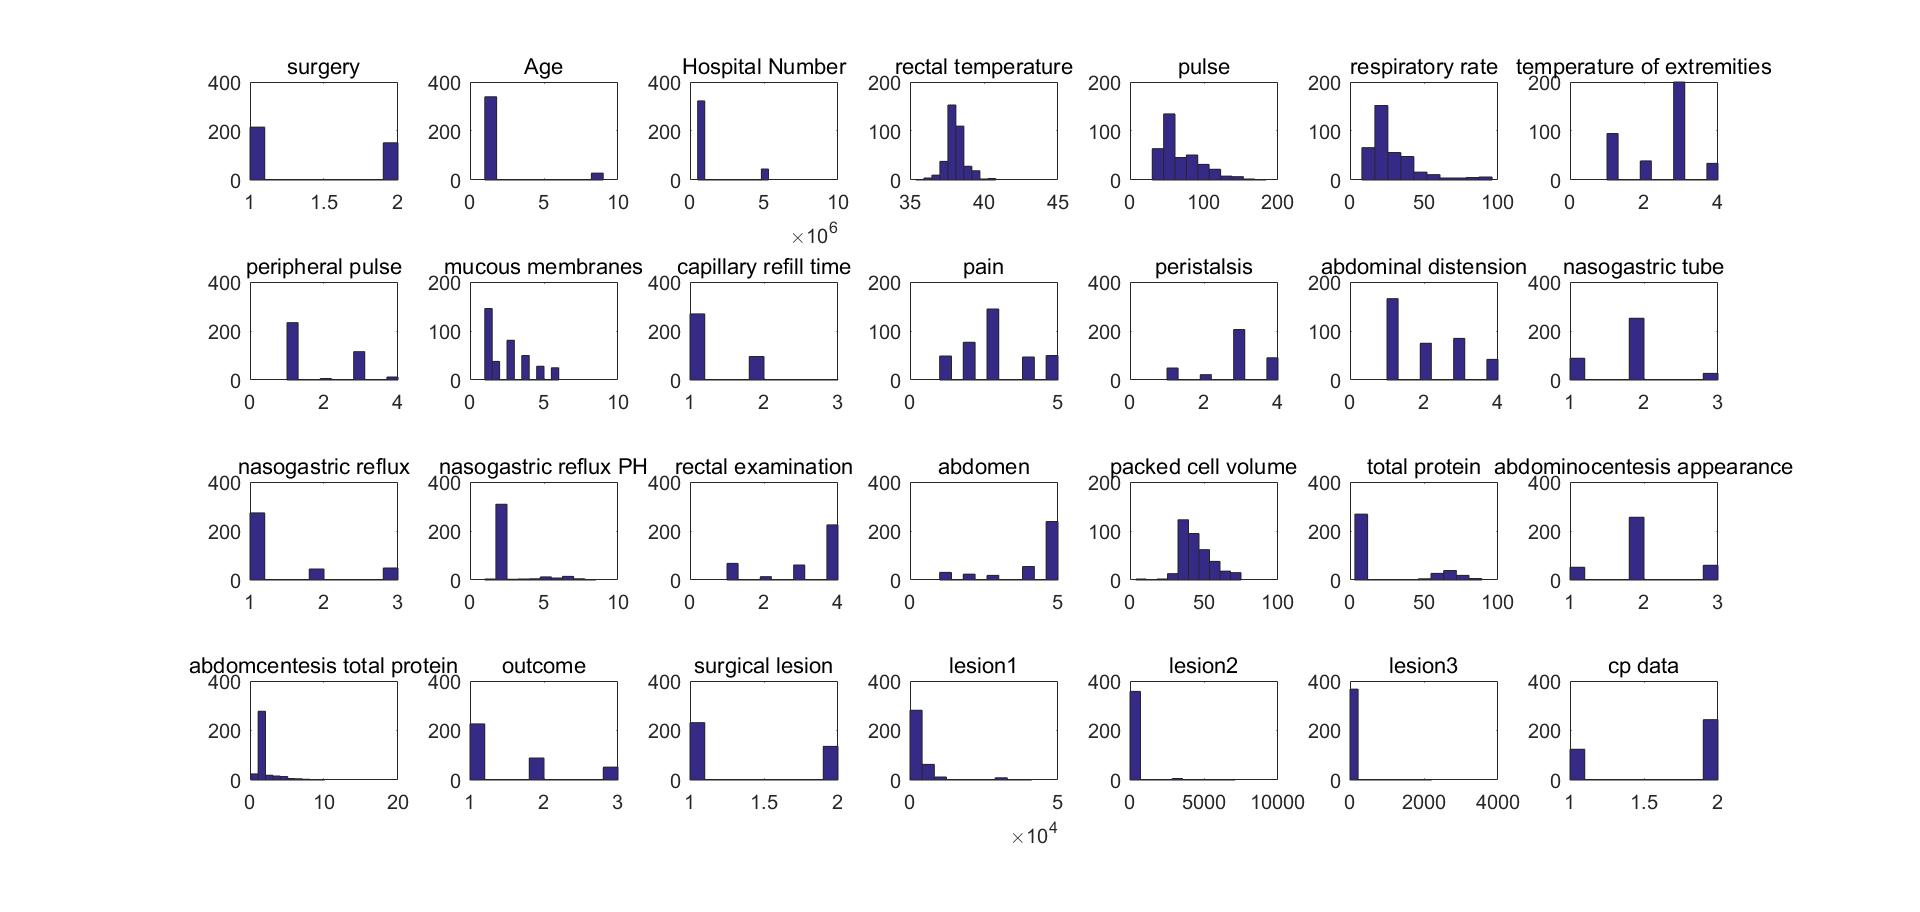 surgery Age Hospital Number rectal temperature pulse respiratory rate temperature of extremities
400 400 400 200 200 200 200
200 200 200 100 100 100 100
0 0 0 0 0 0 0
1 1.5 2 0 5 10 0 5 10 35 40 45 0 100 200 0 50 100 0 2 4
×10⁶
peripheral pulse mucous membranes capillary refill time pain peristalsis abdominal distension nasogastric tube
400 200 400 200 400 200 400
200 100 200 100 200 100 200
0 0 0 0 0 0 0
0 2 4 0 5 10 1 2 3 0 5 0 2 4 0 2 4 1 2 3
nasogastric reflux nasogastric reflux PH rectal examination abdomen packed cell volume total protein abdominocentesis appearance
400 400 400 400 200 400 400
200 200 200 200 100 200 200
0 0 0 0 0 0 0
1 2 3 0 5 10 0 2 4 0 5 0 50 100 0 50 100 1 2 3
abdomcentesis total protein outcome surgical lesion lesion1 lesion2 lesion3 cp data
400 400 400 400 400 400 400
200 200 200 200 200 200 200
0 0 0 0 0 0 0
0 10 20 1 2 3 1 1.5 2 0 5 0 5000 10000 0 2000 4000 1 1.5 2
×10⁴